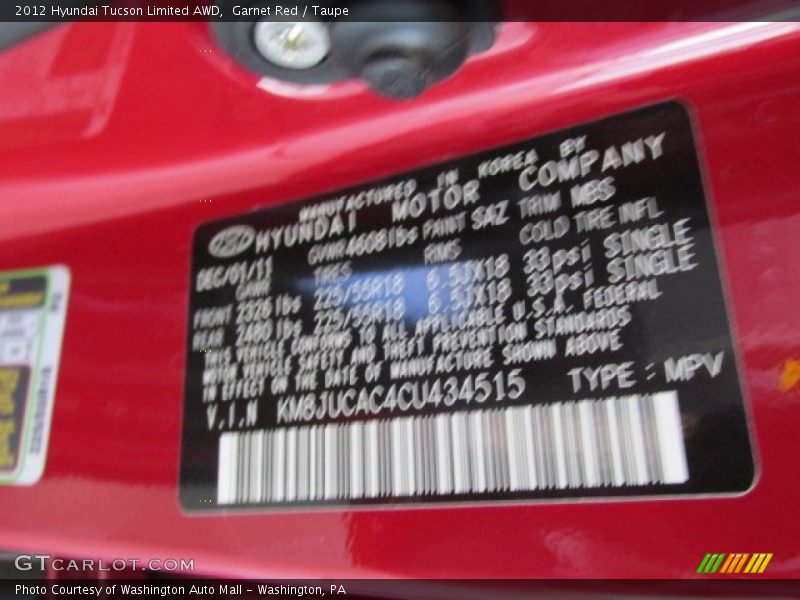 2012 Hyundai Tucson Limited AWD, Garnet Red / Taupe
MANUFACTURED IN KOREA BY
HYUNDAI MOTOR COMPANY
DEC/01/11 GVWR 4608 lbs PAINT SAZ TRIM MBS
GAWR TIRES RIMS COLD TIRE INFL
FRONT 2326 lbs 225/55R18 6.5JX18 33psi SINGLE
REAR 2480 lbs 225/55R18 6.5JX18 33psi SINGLE
THIS VEHICLE CONFORMS TO ALL APPLICABLE U.S.A. FEDERAL
MOTOR VEHICLE SAFETY AND THEFT PREVENTION STANDARDS
IN EFFECT ON THE DATE OF MANUFACTURE SHOWN ABOVE
V.I.N KM8JUCAC4CU434515 TYPE : MPV
GTCARLOT.COM
Photo Courtesy of Washington Auto Mall - Washington, PA